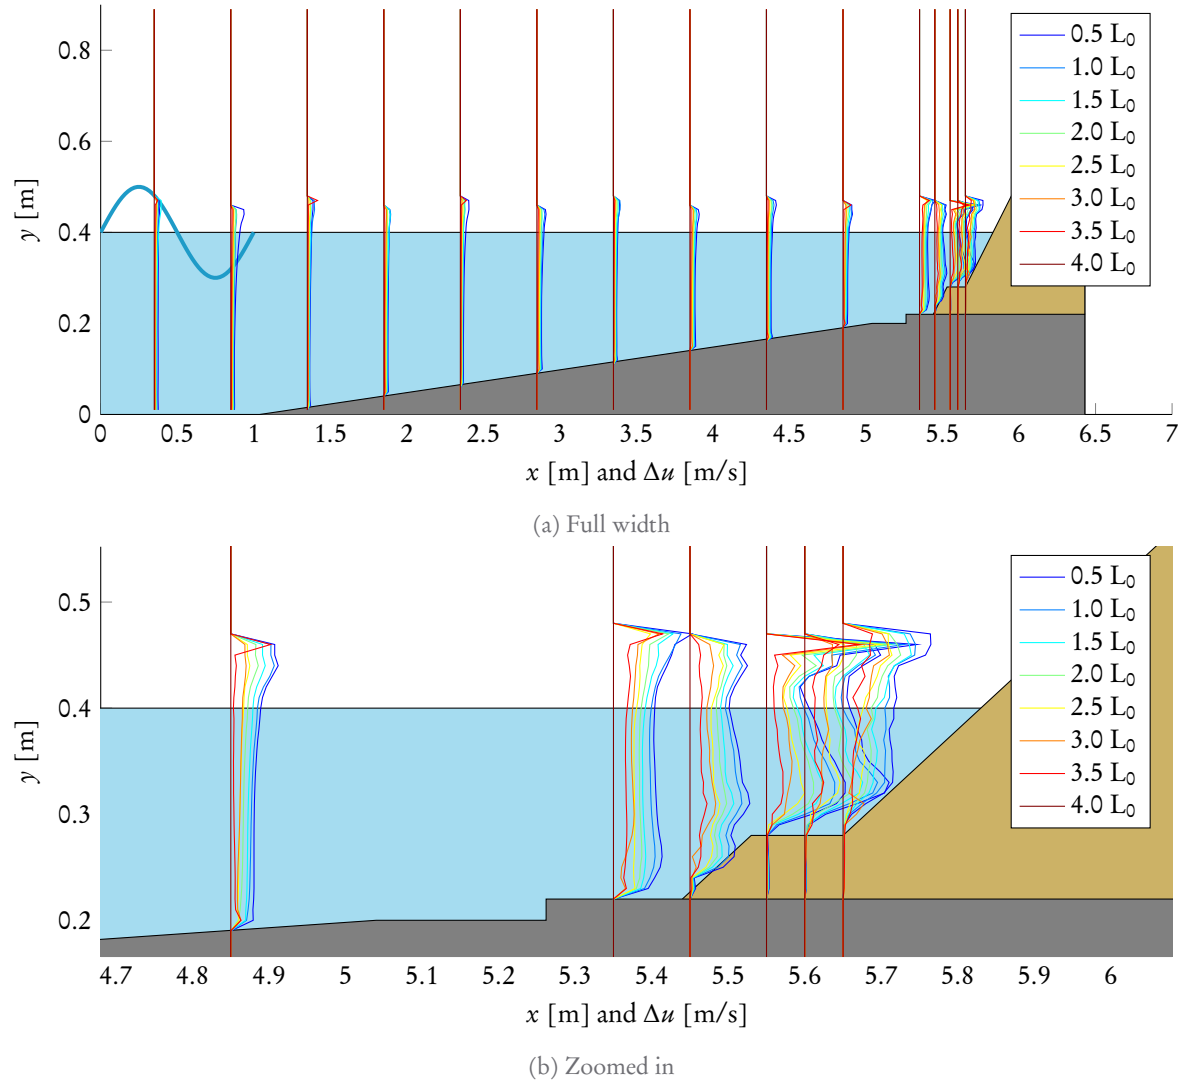 0.8
0.6
0.4
0.2
0
y [m]
0 0.5 1 1.5 2 2.5 3 3.5 4 4.5 5 5.5 6 6.5 7
x [m] and Δu [m/s]
0.5 L₀
1.0 L₀
1.5 L₀
2.0 L₀
2.5 L₀
3.0 L₀
3.5 L₀
4.0 L₀
(a) Full width
0.5
0.4
0.3
0.2
y [m]
4.7 4.8 4.9 5 5.1 5.2 5.3 5.4 5.5 5.6 5.7 5.8 5.9 6
x [m] and Δu [m/s]
0.5 L₀
1.0 L₀
1.5 L₀
2.0 L₀
2.5 L₀
3.0 L₀
3.5 L₀
4.0 L₀
(b) Zoomed in